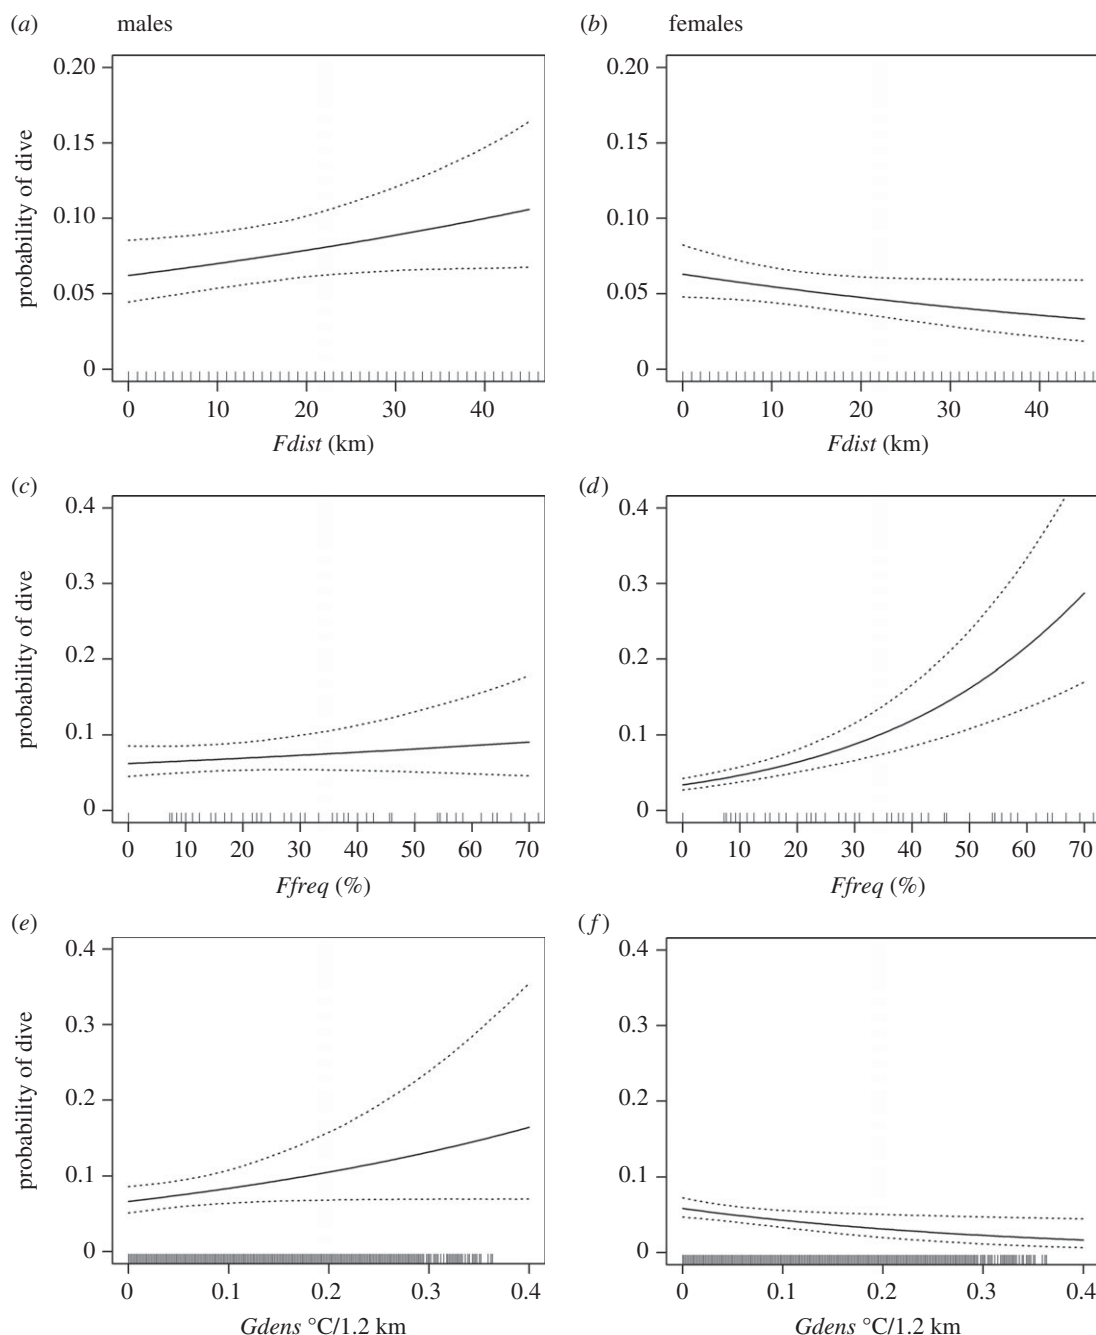 (a) males (b) females
0.20 0.20
0.15 0.15
0.10 0.10
0.05 0.05
0 0
probability of dive
0 10 20 30 40 0 10 20 30 40
Fdist (km) Fdist (km)
(c) (d)
0.4 0.4
0.3 0.3
0.2 0.2
0.1 0.1
0 0
probability of dive
0 10 20 30 40 50 60 70 0 10 20 30 40 50 60 70
Ffreq (%) Ffreq (%)
(e) (f)
0.4 0.4
0.3 0.3
0.2 0.2
0.1 0.1
0 0
probability of dive
0 0.1 0.2 0.3 0.4 0 0.1 0.2 0.3 0.4
Gdens °C/1.2 km Gdens °C/1.2 km